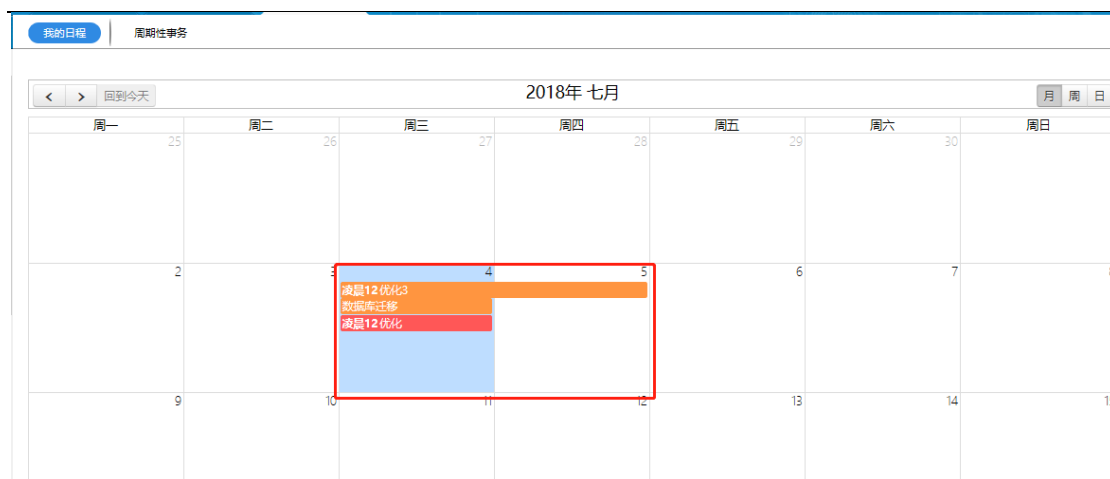 我的日程 周期性事务
< > 回到今天 2018年 七月 月 周 日
周一 周二 周三 周四 周五 周六 周日
25 26 27 28 29 30
2 3 4 5 6 7
凌晨12优化3
数据库迁移
凌晨12优化
9 10 11 12 13 14